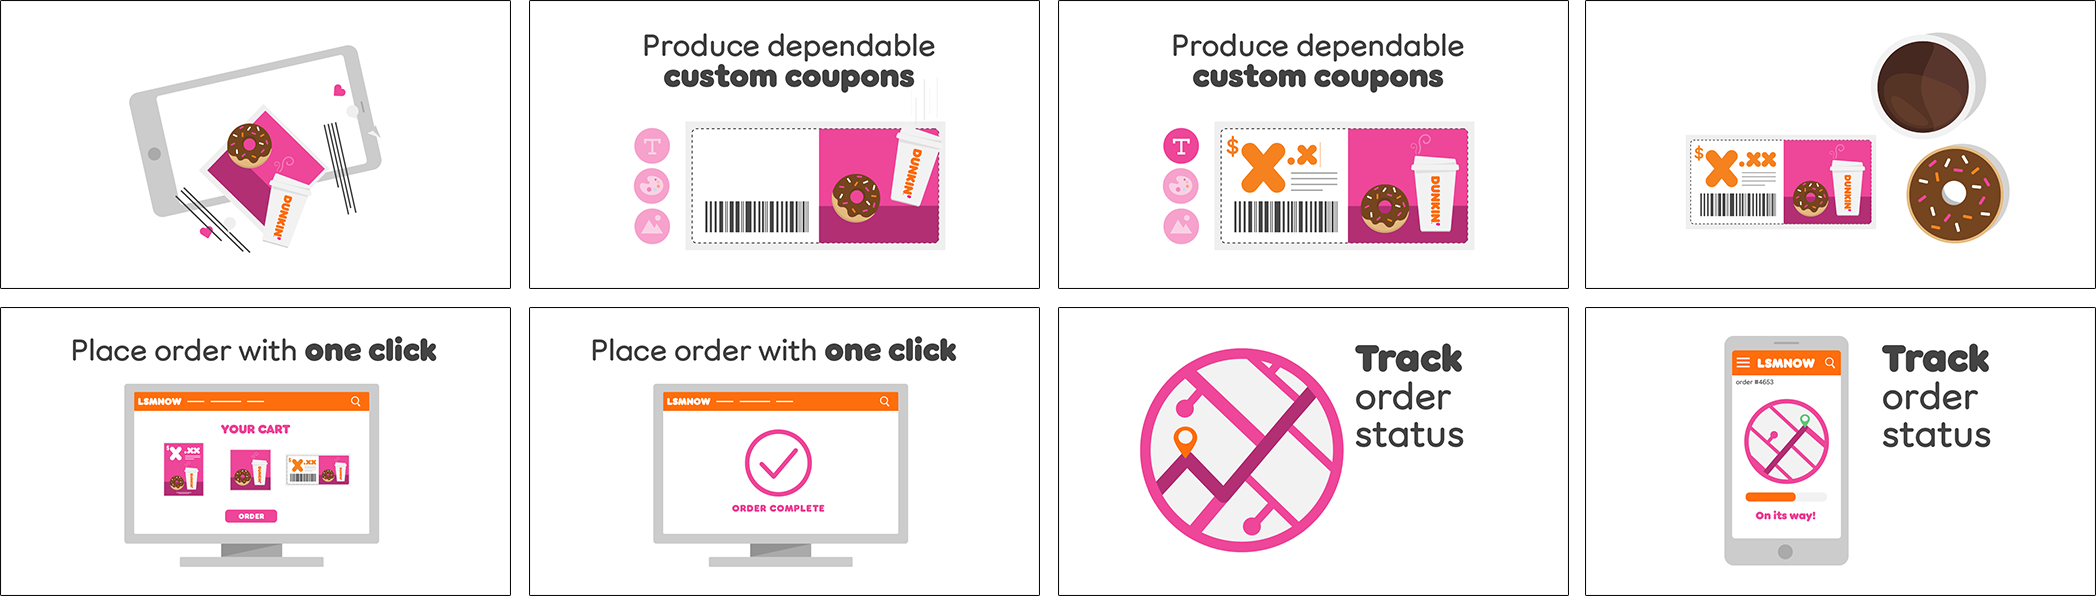 DUNKIN'
Produce dependable
custom coupons
T
DUNKIN'
Produce dependable
custom coupons
T
$X.X
DUNKIN'
$X.XX
DUNKIN'
Place order with one click
LSMNOW
YOUR CART
$X.XX
$X.XX
ORDER
Place order with one click
LSMNOW
ORDER COMPLETE
Track
order
status
LSMNOW
order #4653
On its way!
Track
order
status